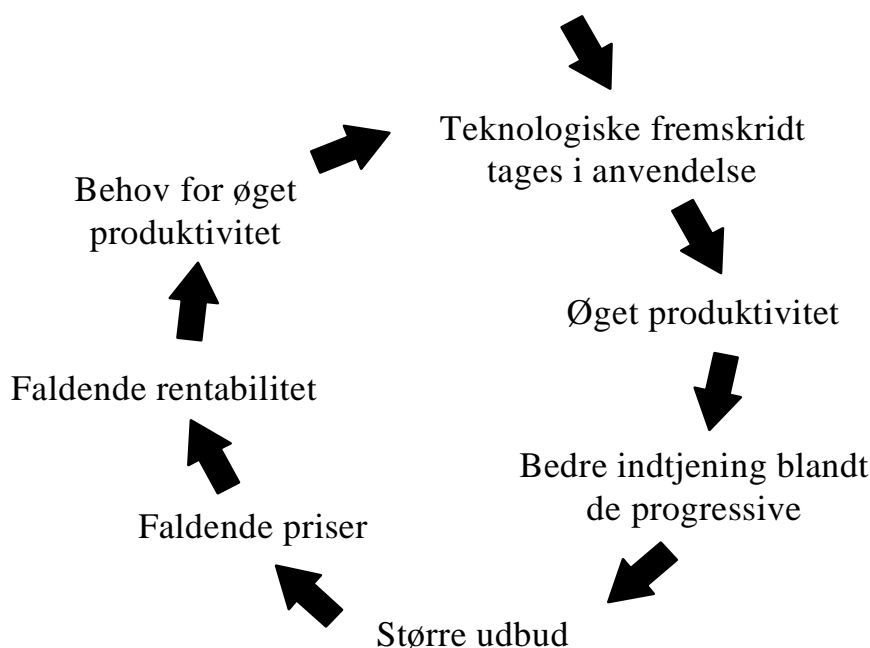 Teknologiske fremskridt
tages i anvendelse
Øget produktivitet
Bedre indtjening blandt
de progressive
Større udbud
Faldende priser
Faldende rentabilitet
Behov for øget
produktivitet